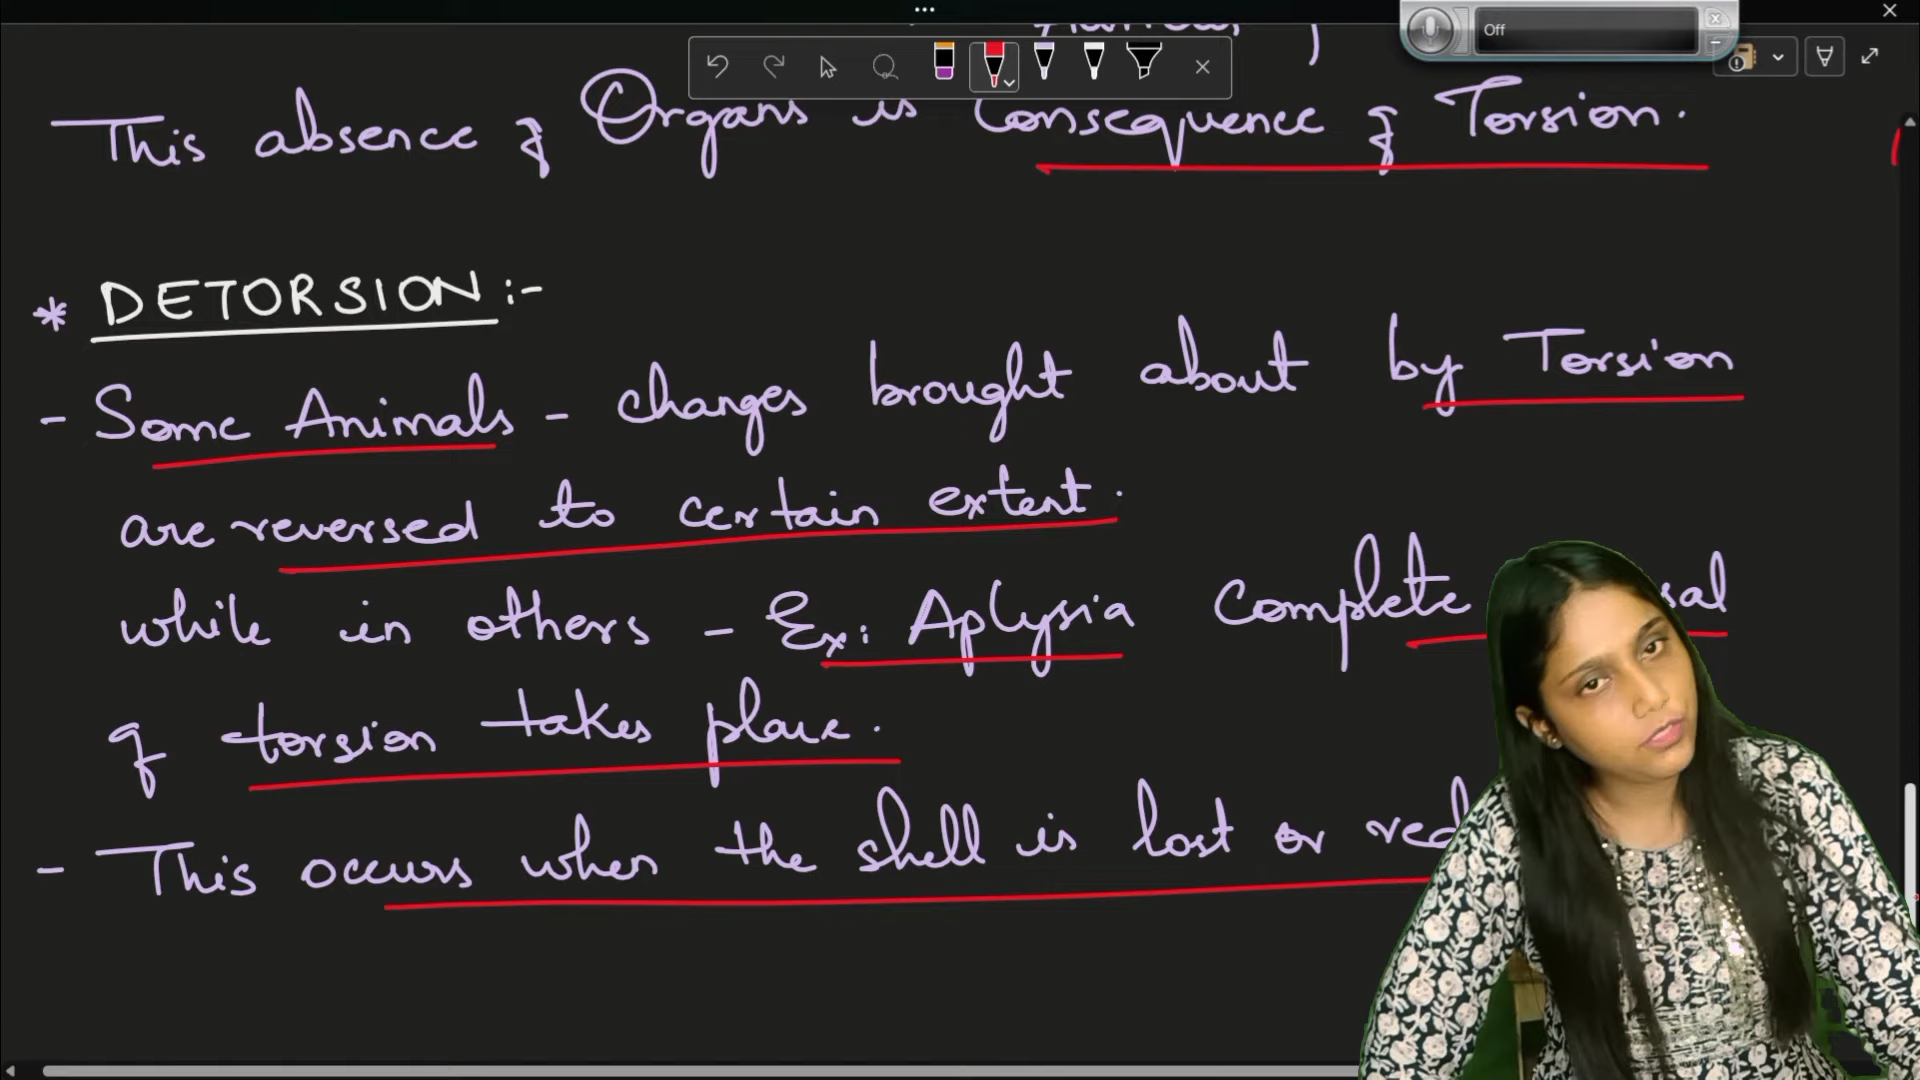 Off
This absence of Organs is Consequence of Torsion.
* DETORSION :-
- Some Animals - changes brought about by Torsion
are reversed to certain extent.
while in others - Ex: Aplysia Complete sal
of torsion takes place.
- This occurs when the shell is lost or red